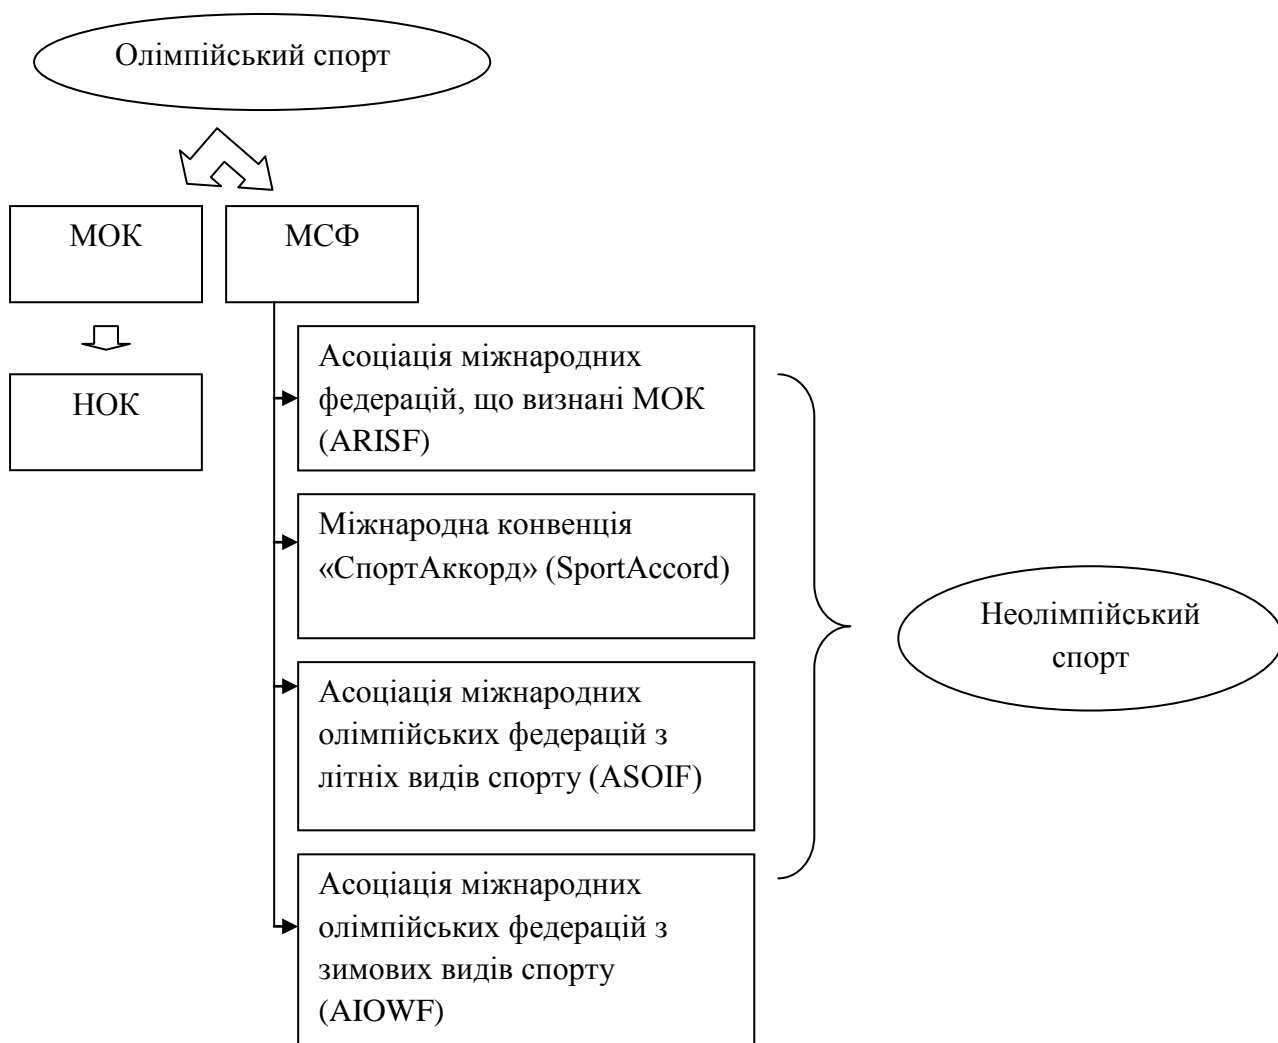 Олімпійський спорт
МОК
МСФ
НОК
Асоціація міжнародних
федерацій, що визнані МОК
(ARISF)
Міжнародна конвенція
«СпортАккорд» (SportAccord)
Асоціація міжнародних
олімпійських федерацій з
літніх видів спорту (ASOIF)
Асоціація міжнародних
олімпійських федерацій з
зимових видів спорту
(AIOWF)
Неолімпійський
спорт